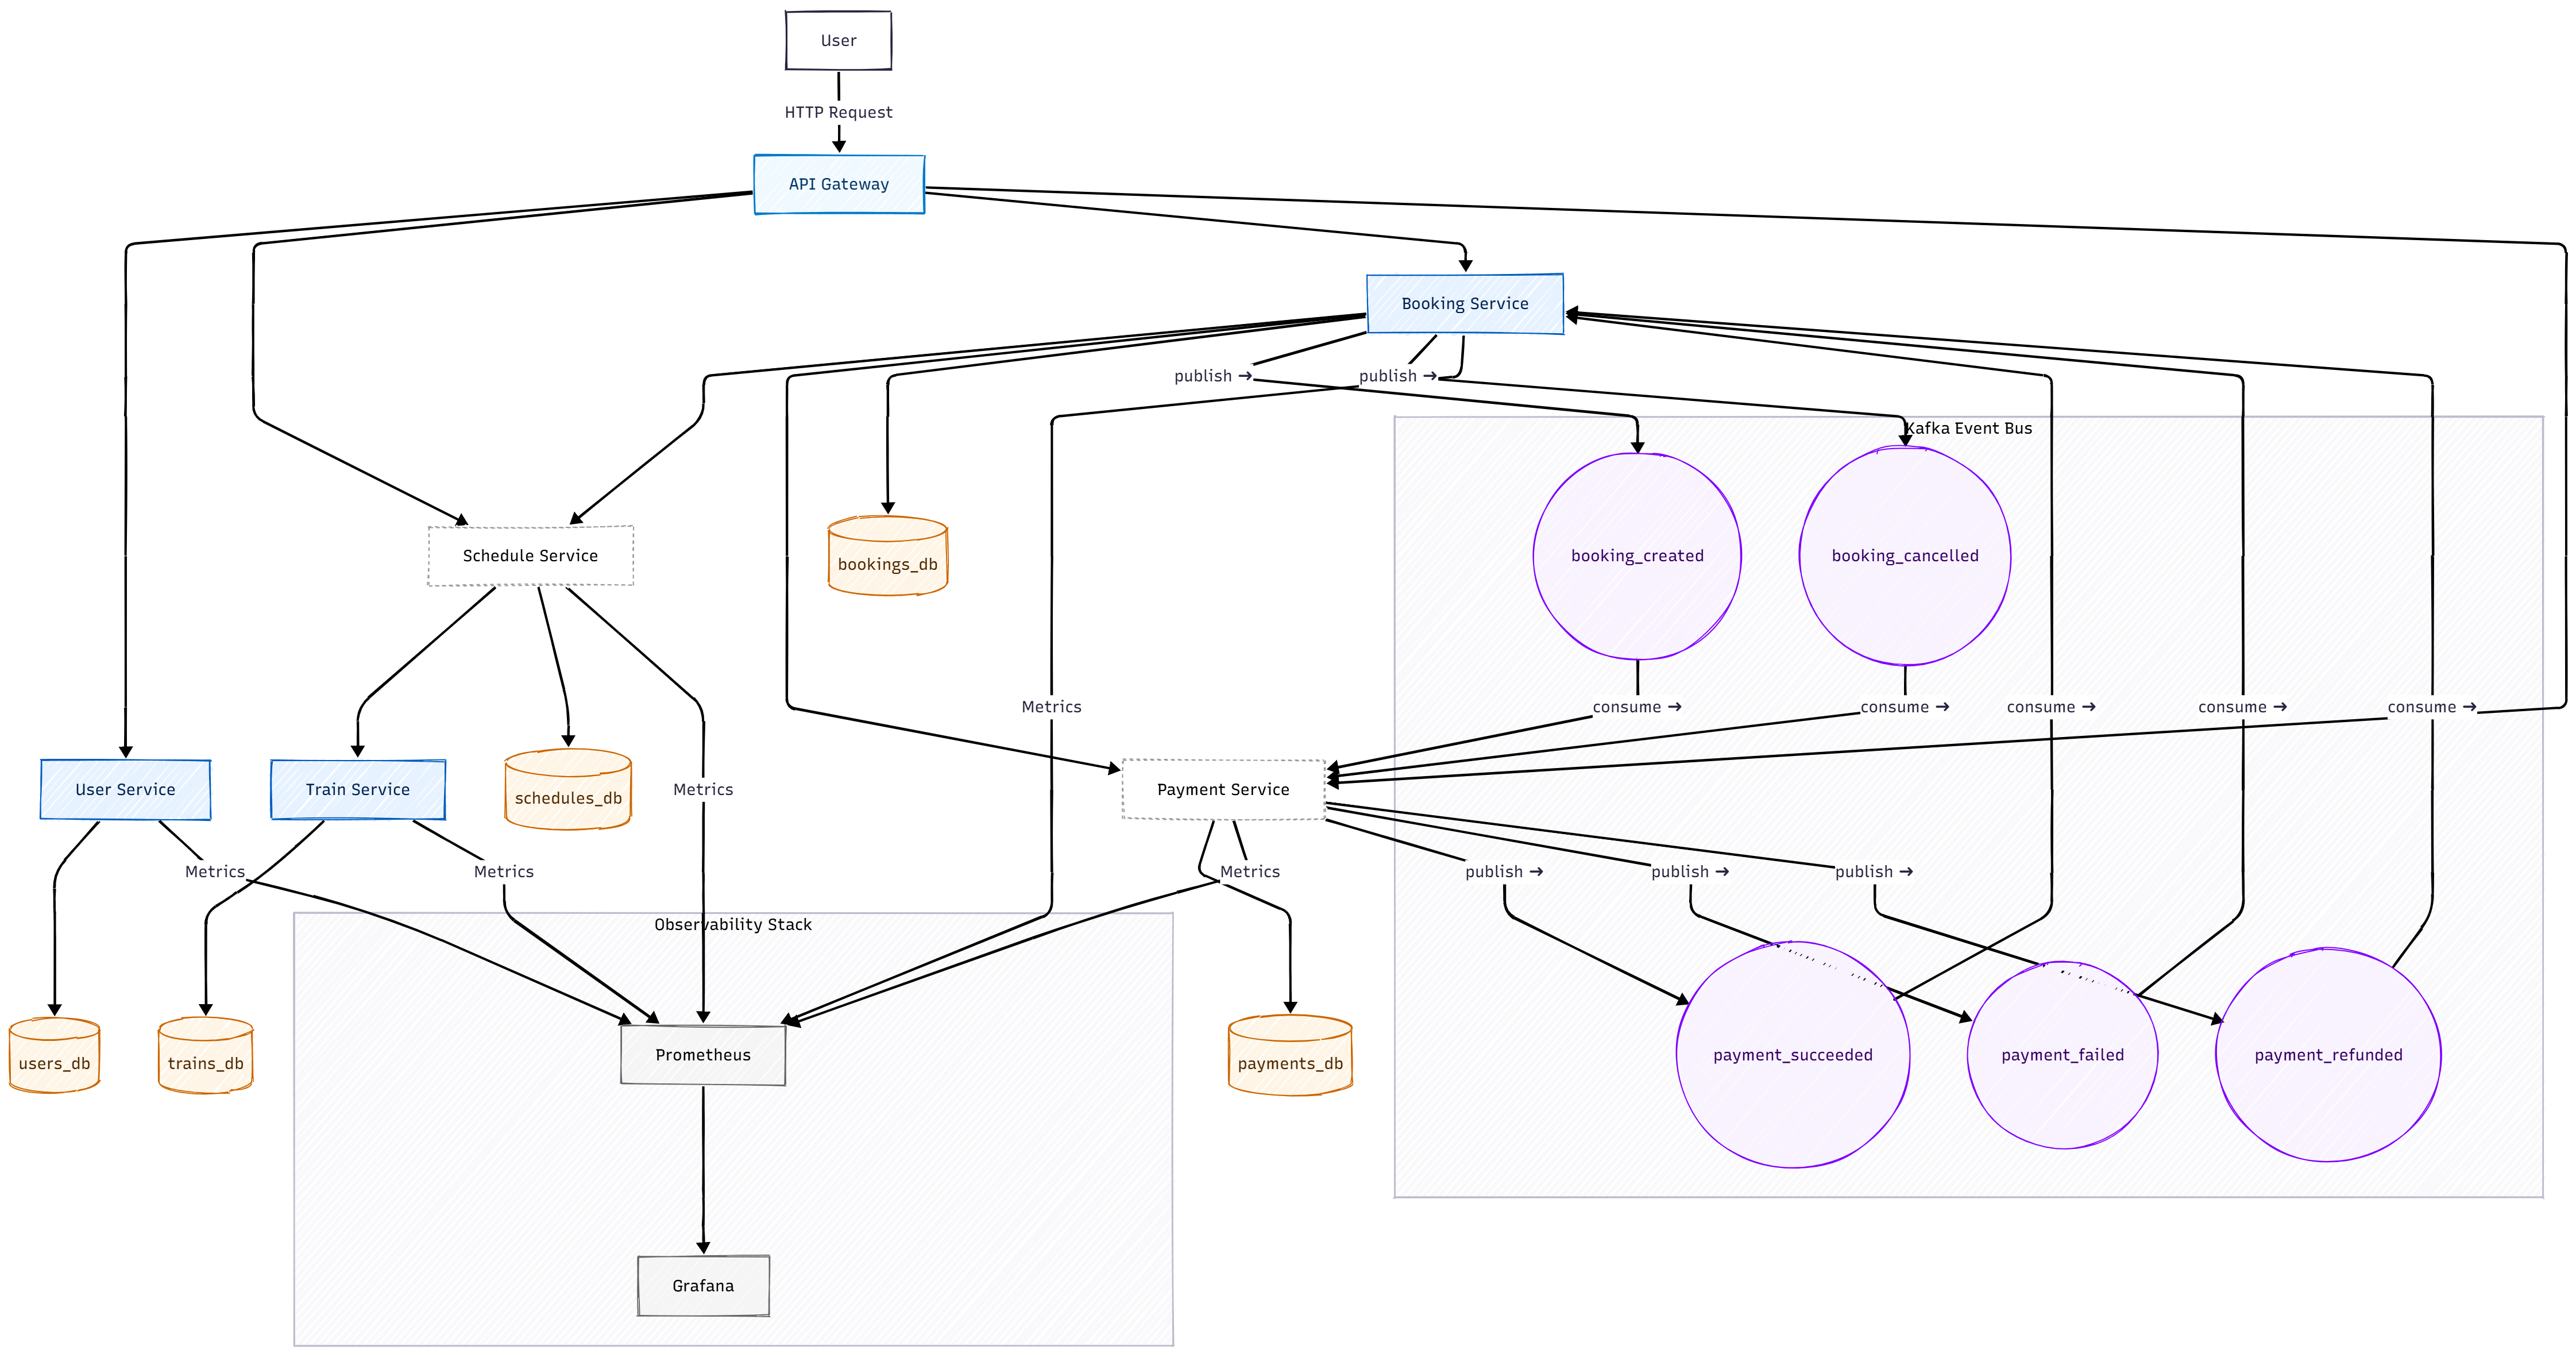 User
HTTP Request
API Gateway
Booking Service
publish →
publish →
Kafka Event Bus
Schedule Service
bookings_db
booking_created
booking_cancelled
Metrics
consume →
consume →
consume →
consume →
consume →
User Service
Train Service
schedules_db
Metrics
Payment Service
Metrics
Metrics
Metrics
publish →
publish →
publish →
Observability Stack
users_db
trains_db
Prometheus
payments_db
payment_succeeded
payment_failed
payment_refunded
Grafana